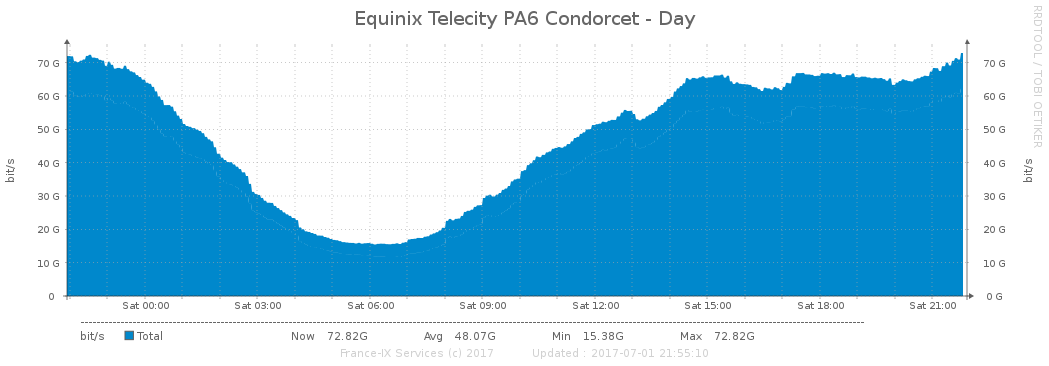 Equinix Telecity PA6 Condorcet - Day
RRDTOOL / TOBI OETIKER
bit/s
bit/s
70 G
70 G
60 G
60 G
50 G
50 G
40 G
40 G
30 G
30 G
20 G
20 G
10 G
10 G
0
0 G
Sat 00:00 Sat 03:00 Sat 06:00 Sat 09:00 Sat 12:00 Sat 15:00 Sat 18:00 Sat 21:00
bit/s Total Now 72.82G Avg 48.07G Min 15.38G Max 72.82G
France-IX Services (c) 2017 Updated : 2017-07-01 21:55:10